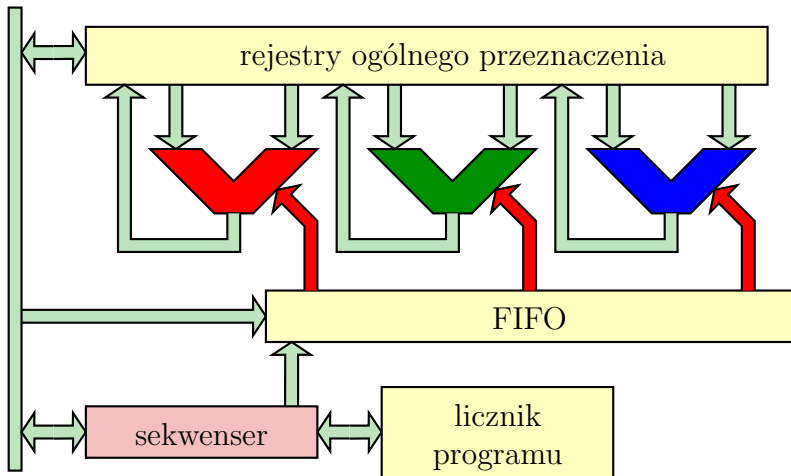 rejestry ogólnego przeznaczenia
FIFO
sekwenser
licznik
programu